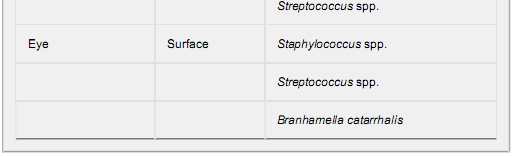 Streptococcus spp.
Eye Surface Staphylococcus spp.
Streptococcus spp.
Branhamella catarrhalis